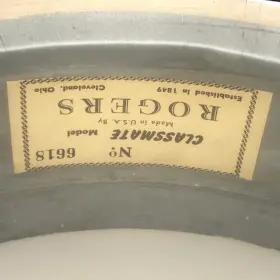 No 6618
CLASSMATE Model
Made in U.S.A. By
ROGERS
Established in 1849
Cleveland, Ohio